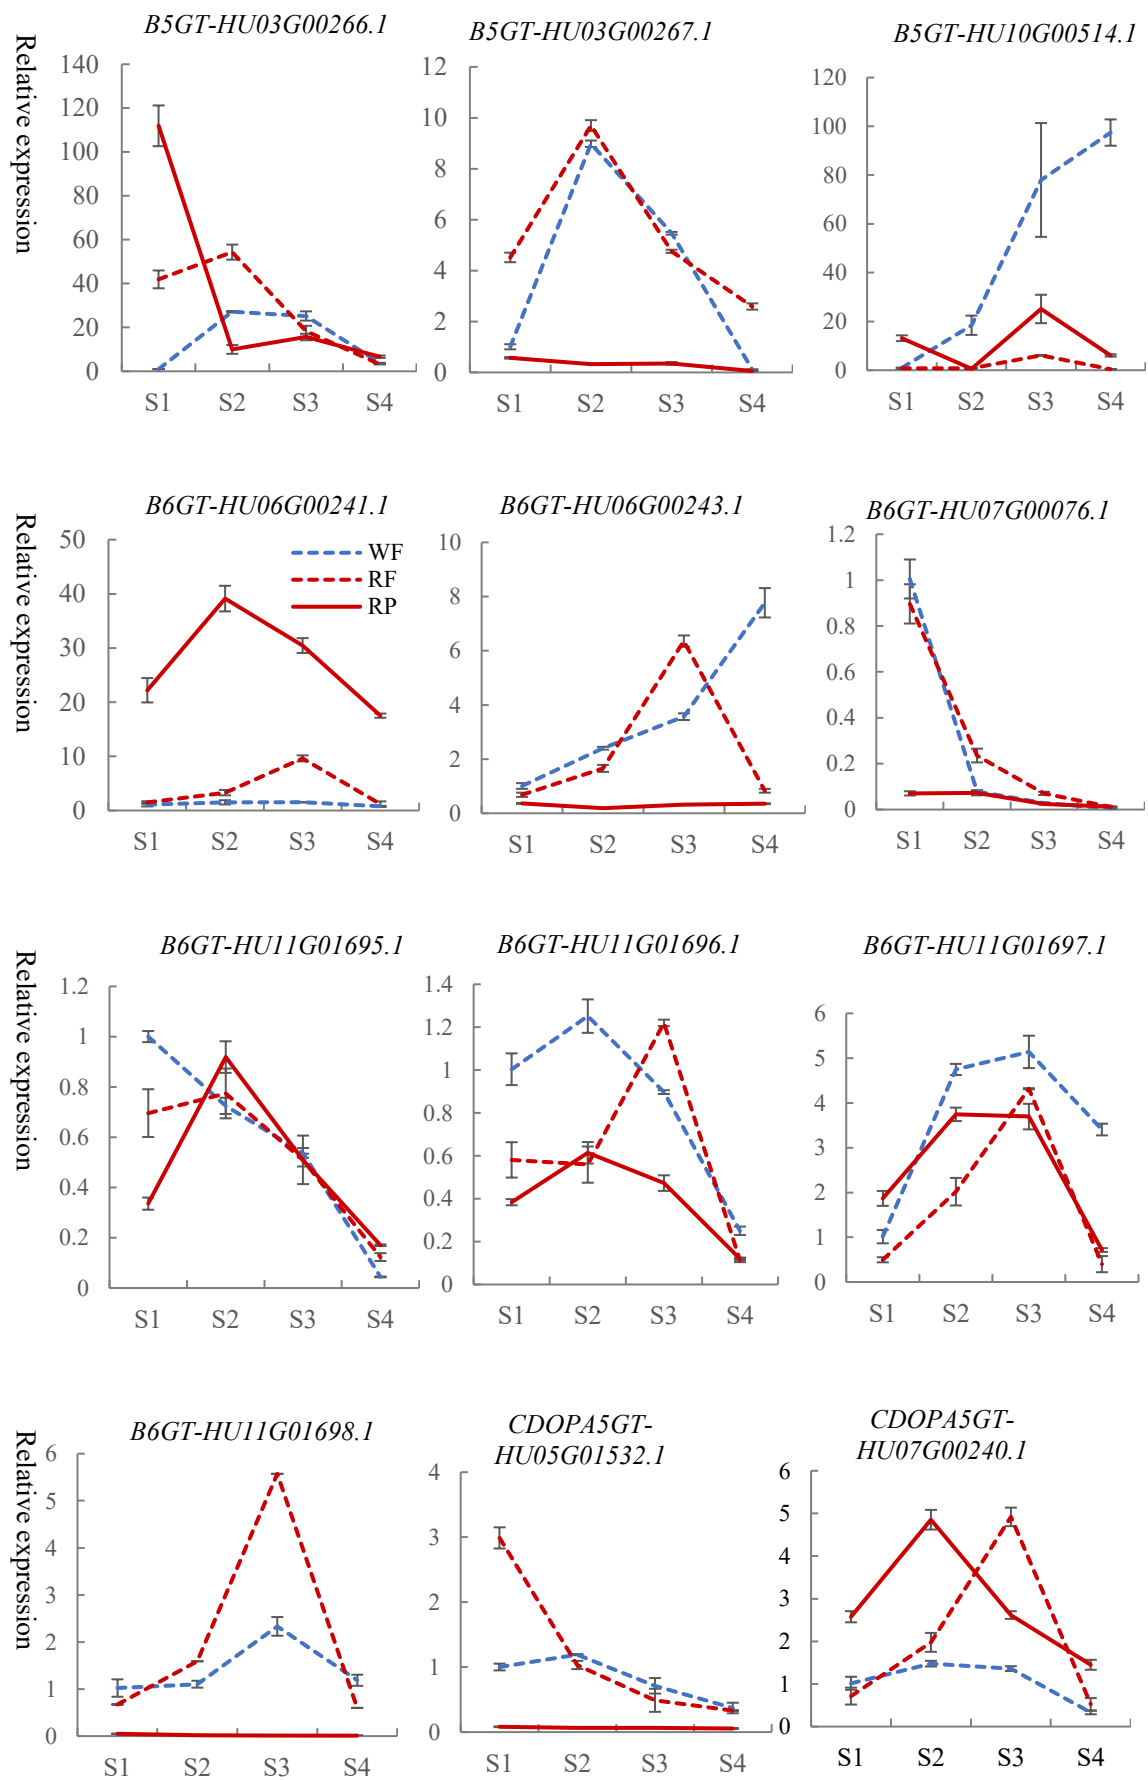 B5GT-HU03G00266.1
B5GT-HU03G00267.1
B5GT-HU10G00514.1
Relative expression
140
120
100
80
60
40
20
0
S1 S2 S3 S4
12
10
8
6
4
2
0
S1 S2 S3 S4
120
100
80
60
40
20
0
S1 S2 S3 S4
B6GT-HU06G00241.1
B6GT-HU06G00243.1
B6GT-HU07G00076.1
Relative expression
50
40
30
20
10
0
WF
RF
RP
S1 S2 S3 S4
10
8
6
4
2
0
S1 S2 S3 S4
1.2
1
0.8
0.6
0.4
0.2
0
S1 S2 S3 S4
B6GT-HU11G01695.1
B6GT-HU11G01696.1
B6GT-HU11G01697.1
Relative expression
1.2
1
0.8
0.6
0.4
0.2
0
S1 S2 S3 S4
1.4
1.2
1
0.8
0.6
0.4
0.2
0
S1 S2 S3 S4
6
5
4
3
2
1
0
S1 S2 S3 S4
B6GT-HU11G01698.1
CDOPA5GT-
HU05G01532.1
CDOPA5GT-
HU07G00240.1
Relative expression
6
5
4
3
2
1
0
S1 S2 S3 S4
4
3
2
1
0
S1 S2 S3 S4
6
5
4
3
2
1
0
S1 S2 S3 S4